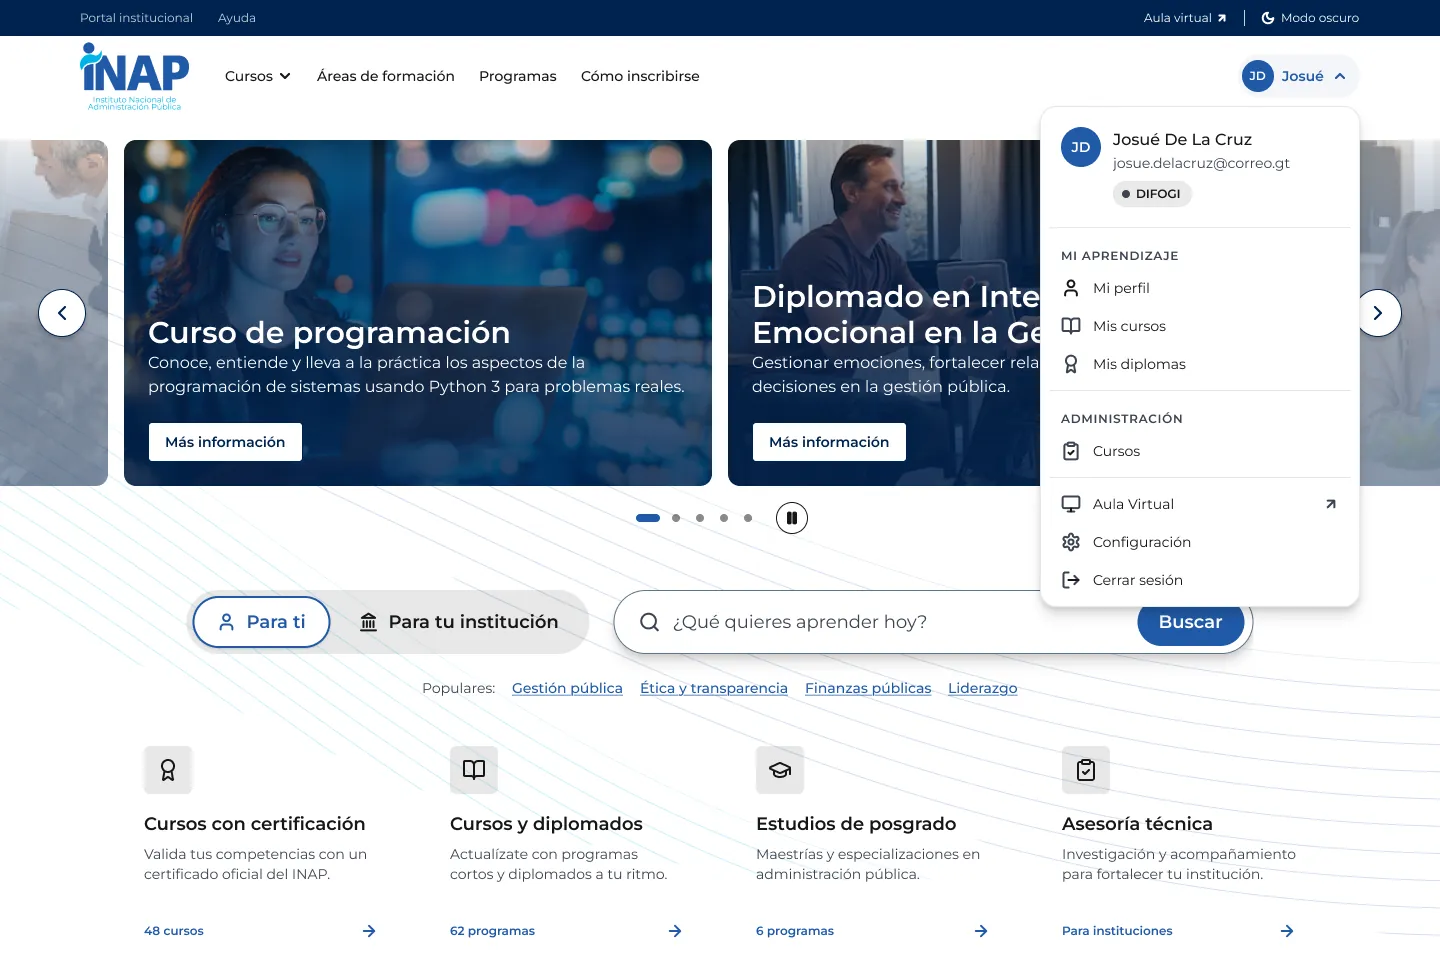 Portal institucional
Ayuda
Aula virtual
Modo oscuro
iNAP
Instituto Nacional de
Administración Pública
Cursos
Áreas de formación
Programas
Cómo inscribirse
JD
Josué
JD
Josué De La Cruz
josue.delacruz@correo.gt
DIFOGI
MI APRENDIZAJE
Mi perfil
Mis cursos
Mis diplomas
ADMINISTRACIÓN
Cursos
Aula Virtual
Configuración
Cerrar sesión
Curso de programación
Conoce, entiende y lleva a la práctica los aspectos de la
programación de sistemas usando Python 3 para problemas reales.
Más información
Diplomado en Inte
Emocional en la Ge
Gestionar emociones, fortalecer rela
decisiones en la gestión pública.
Más información
Para ti
Para tu institución
¿Qué quieres aprender hoy?
Buscar
Populares:
Gestión pública
Ética y transparencia
Finanzas públicas
Liderazgo
Cursos con certificación
Valida tus competencias con un
certificado oficial del INAP.
48 cursos
Cursos y diplomados
Actualízate con programas
cortos y diplomados a tu ritmo.
62 programas
Estudios de posgrado
Maestrías y especializaciones en
administración pública.
6 programas
Asesoría técnica
Investigación y acompañamiento
para fortalecer tu institución.
Para instituciones